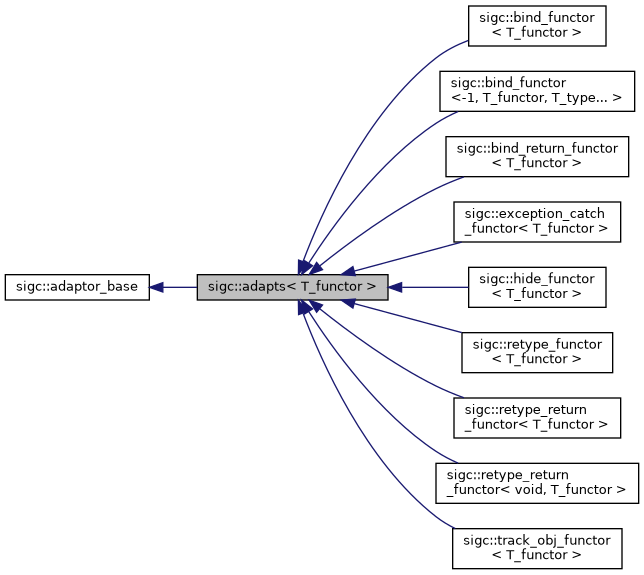 sigc::bind_functor
< T_functor >
sigc::bind_functor
<-1, T_functor, T_type... >
sigc::bind_return_functor
< T_functor >
sigc::exception_catch
_functor< T_functor >
sigc::adaptor_base
sigc::adapts< T_functor >
sigc::hide_functor
< T_functor >
sigc::retype_functor
< T_functor >
sigc::retype_return
_functor< T_functor >
sigc::retype_return
_functor< void, T_functor >
sigc::track_obj_functor
< T_functor >